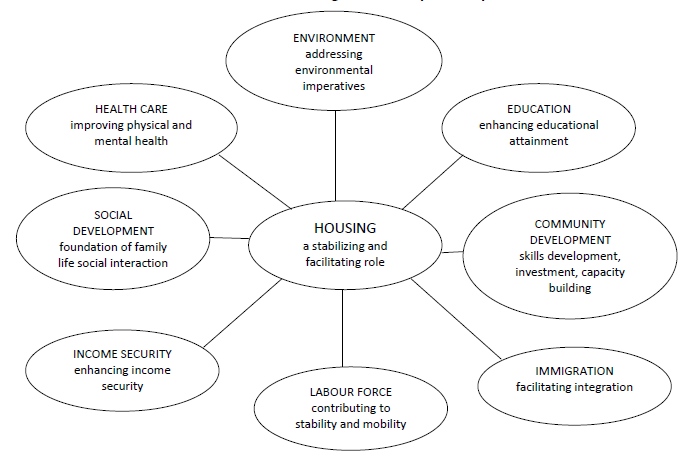 ENVIRONMENT
addressing
environmental
imperatives
HEALTH CARE
improving physical and
mental health
EDUCATION
enhancing educational
attainment
SOCIAL
DEVELOPMENT
foundation of family
life social interaction
HOUSING
a stabilizing and
facilitating role
COMMUNITY
DEVELOPMENT
skills development,
investment, capacity
building
INCOME SECURITY
enhancing income
security
LABOUR FORCE
contributing to
stability and mobility
IMMIGRATION
facilitating integration